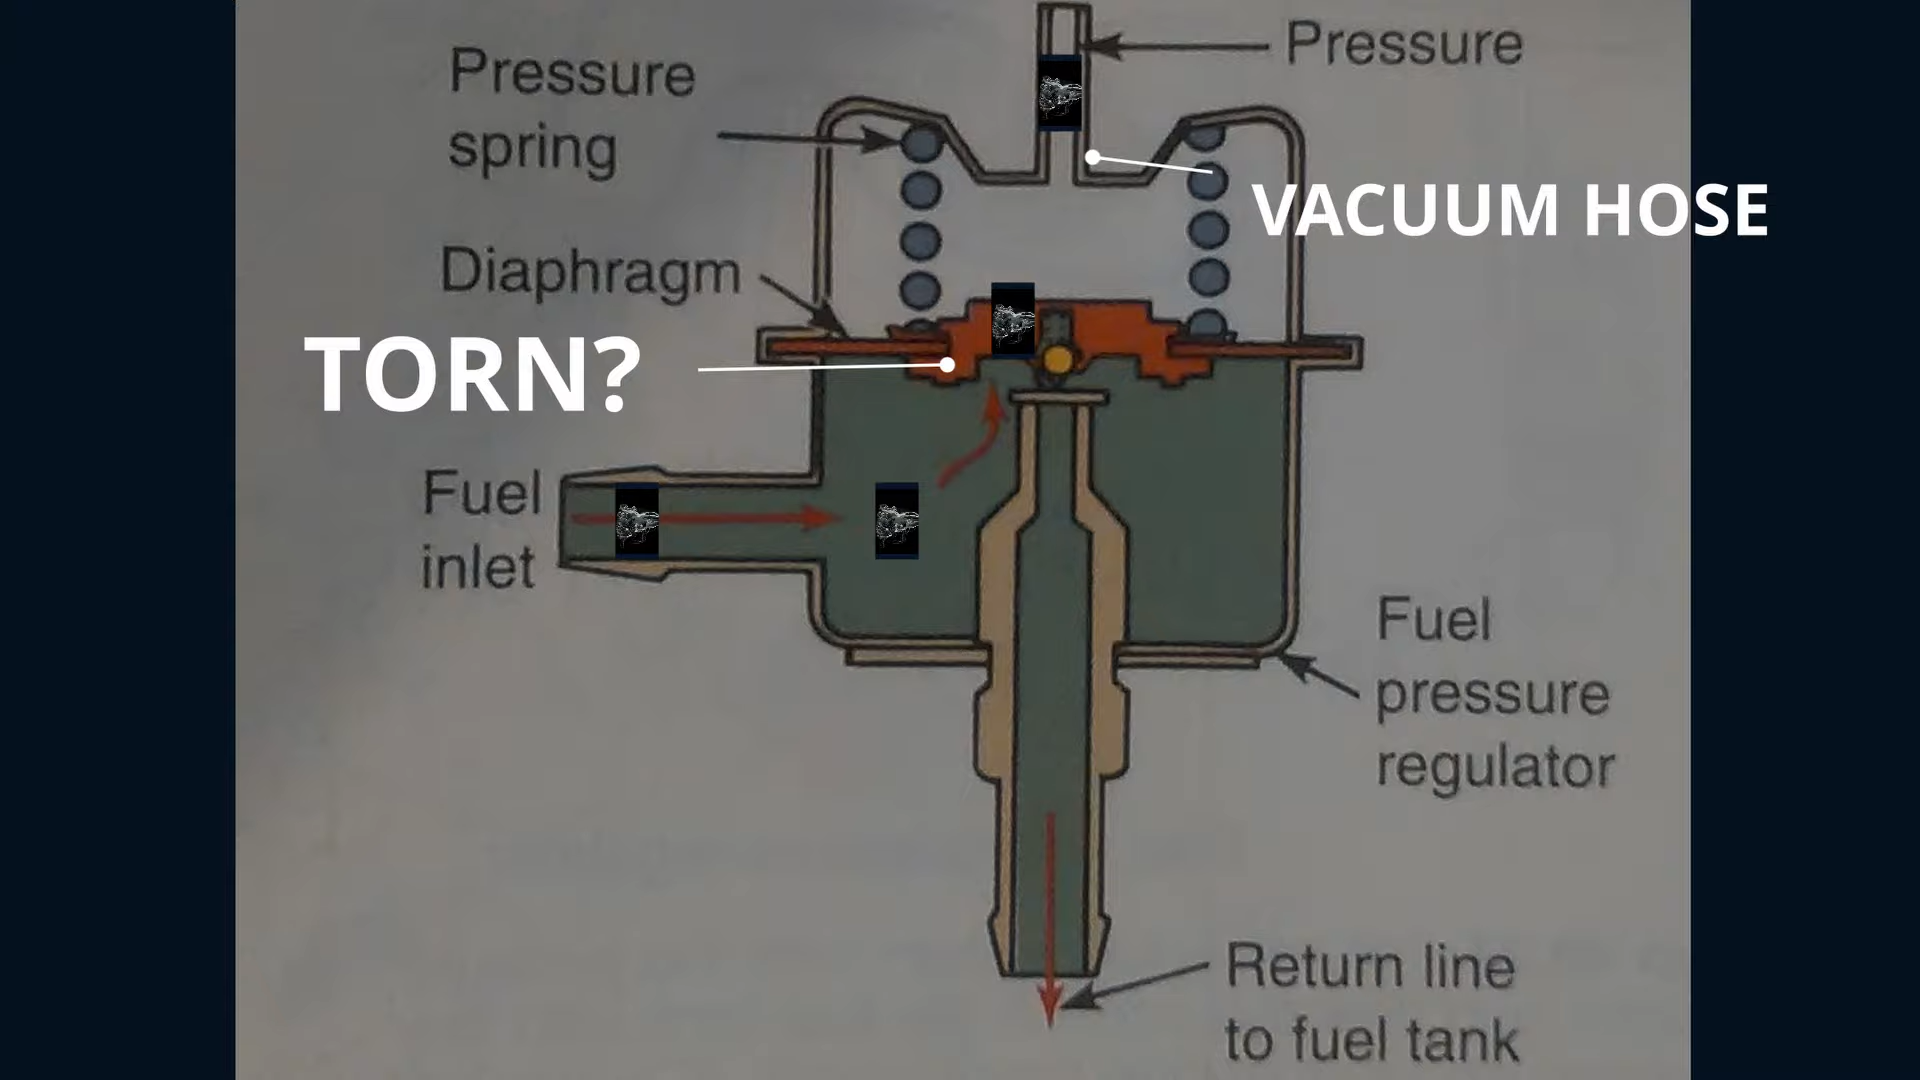 Pressure
spring
Pressure
VACUUM HOSE
Diaphragm
TORN?
Fuel
inlet
Fuel
pressure
regulator
Return line
to fuel tank